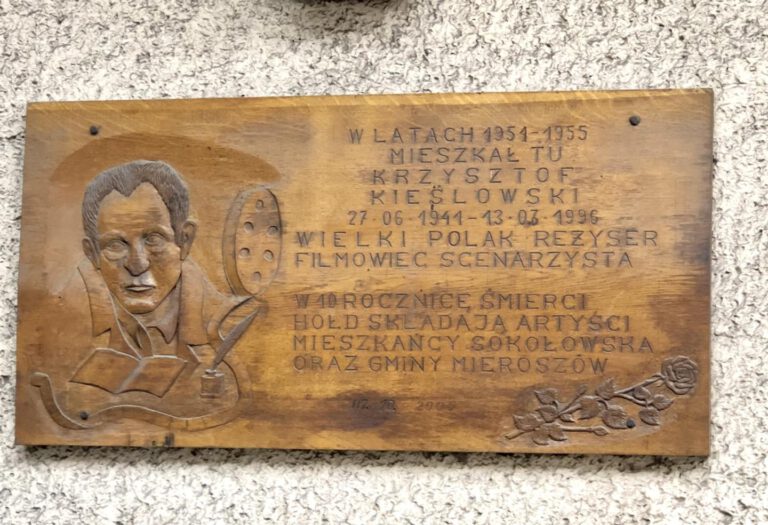 W LATACH 1951-1955
MIESZKAŁ TU
KRZYSZTOF
KIEŚLOWSKI
27·06·1941-13·03·1996
WIELKI POLAK REŻYSER
FILMOWIEC SCENARZYSTA
W 10 ROCZNICĘ ŚMIERCI
HOŁD SKŁADAJĄ ARTYŚCI
MIESZKAŃCY SOKOŁOWSKA
ORAZ GMINY MIEROSZÓW